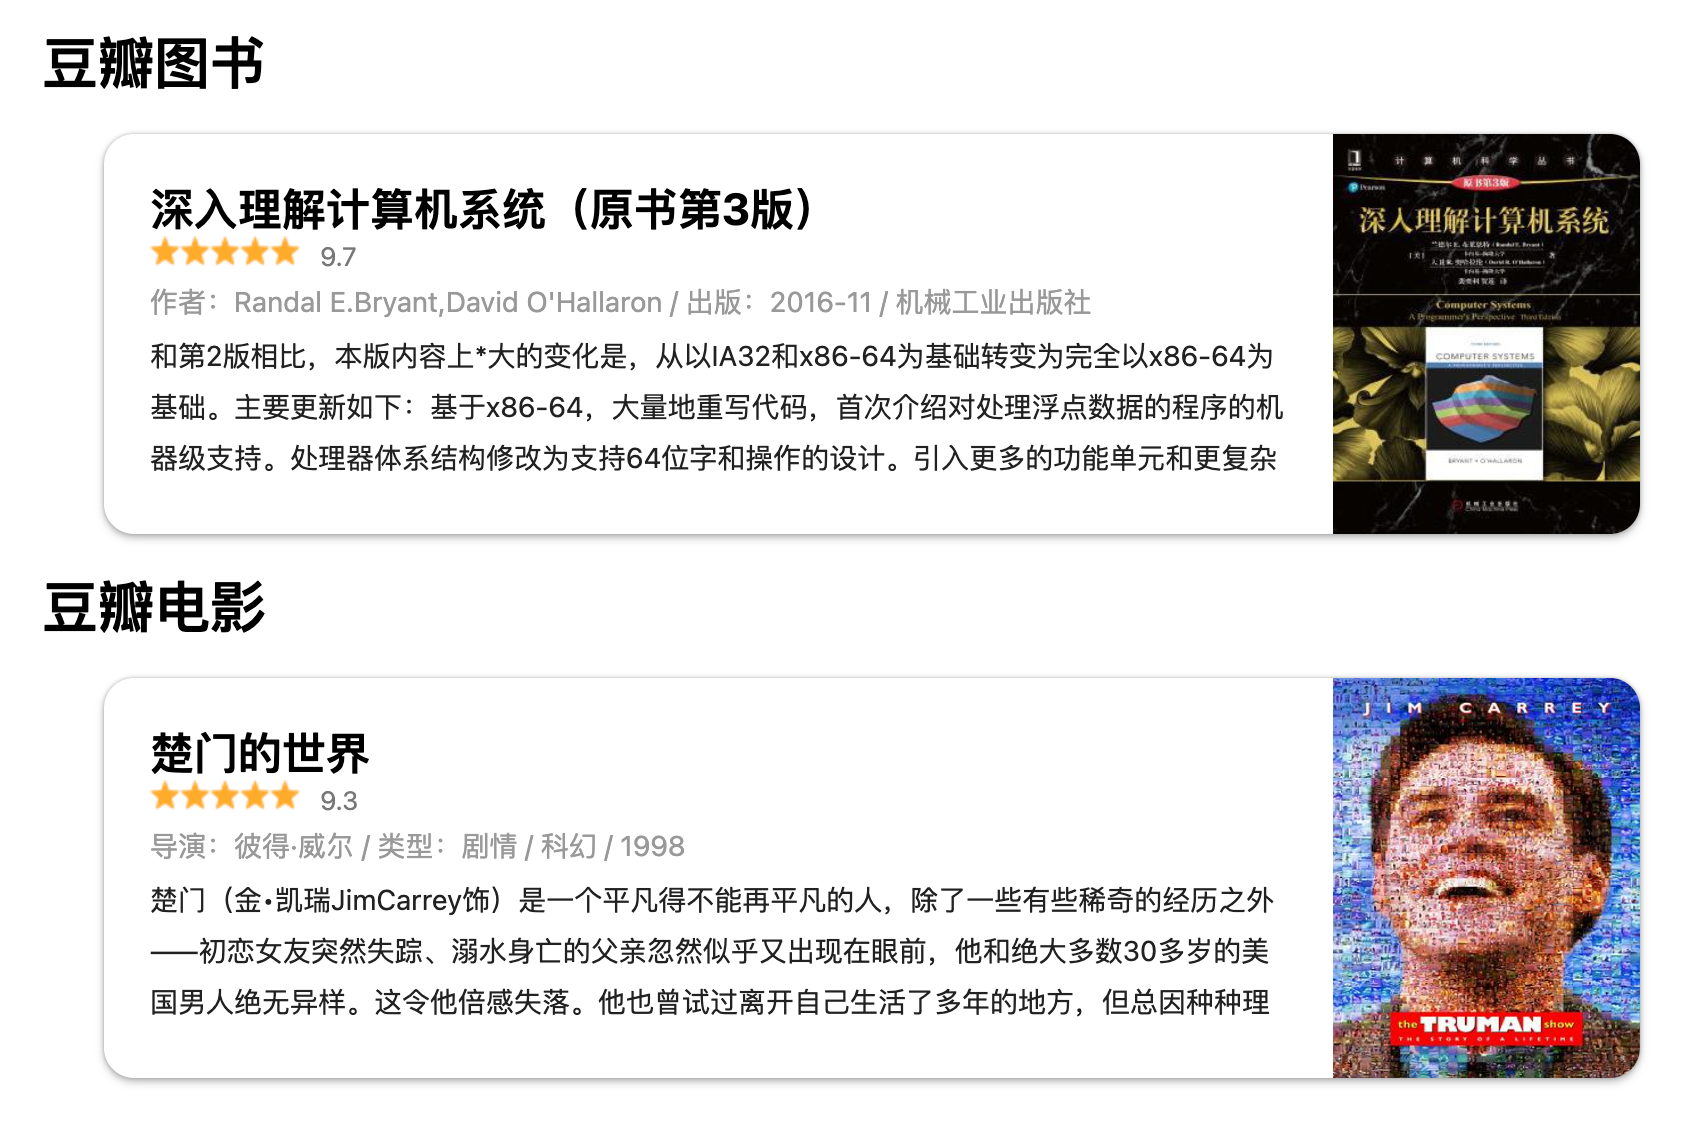 豆瓣图书
深入理解计算机系统（原书第3版）
9.7
作者：Randal E.Bryant,David O'Hallaron / 出版：2016-11 / 机械工业出版社
和第2版相比，本版内容上*大的变化是，从以IA32和x86-64为基础转变为完全以x86-64为
基础。主要更新如下：基于x86-64，大量地重写代码，首次介绍对处理浮点数据的程序的机
器级支持。处理器体系结构修改为支持64位字和操作的设计。引入更多的功能单元和更复杂
计算机科学丛书
原书第3版
Pearson
深入理解计算机系统
Computer Systems
A Programmer's Perspective Third Edition
COMPUTER SYSTEMS
BRYANT • O'HALLARON
机械工业出版社
China Machine Press
豆瓣电影
楚门的世界
9.3
导演：彼得·威尔 / 类型：剧情 / 科幻 / 1998
楚门（金•凯瑞JimCarrey饰）是一个平凡得不能再平凡的人，除了一些有些稀奇的经历之外
——初恋女友突然失踪、溺水身亡的父亲忽然似乎又出现在眼前，他和绝大多数30多岁的美
国男人绝无异样。这令他倍感失落。他也曾试过离开自己生活了多年的地方，但总因种种理
JIM CARREY
the TRUMAN show
THE STORY OF A LIFETIME